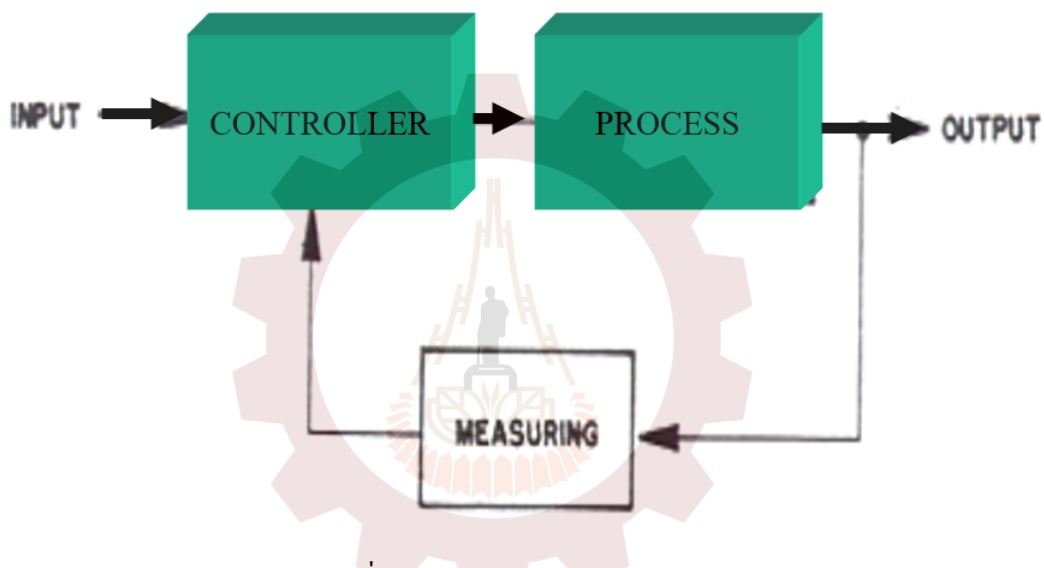 INPUT
CONTROLLER
PROCESS
OUTPUT
MEASURING